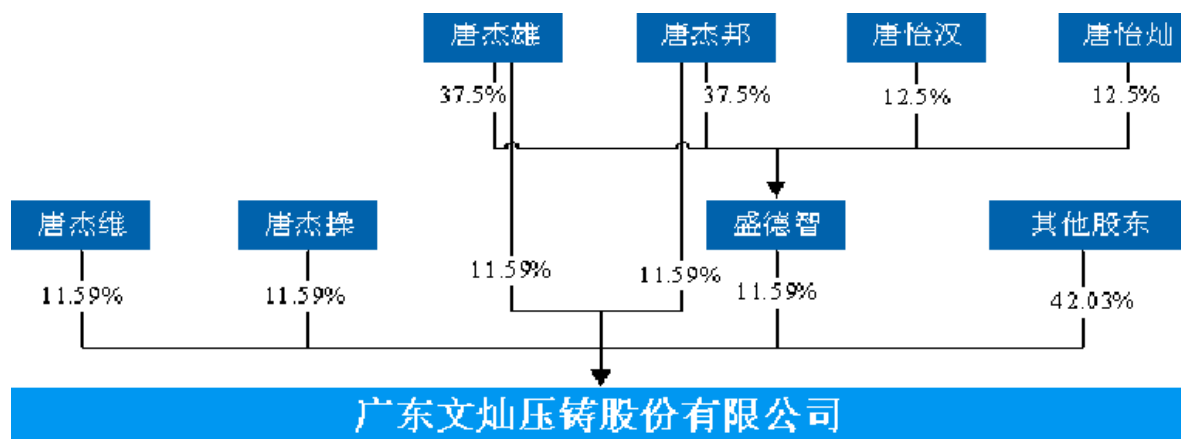 唐杰雄 唐杰邦 唐怡汉 唐怡灿
37.5% 37.5% 12.5% 12.5%
唐杰维 唐杰操 盛德智 其他股东
11.59% 11.59% 11.59% 11.59% 11.59% 42.03%
广东文灿压铸股份有限公司